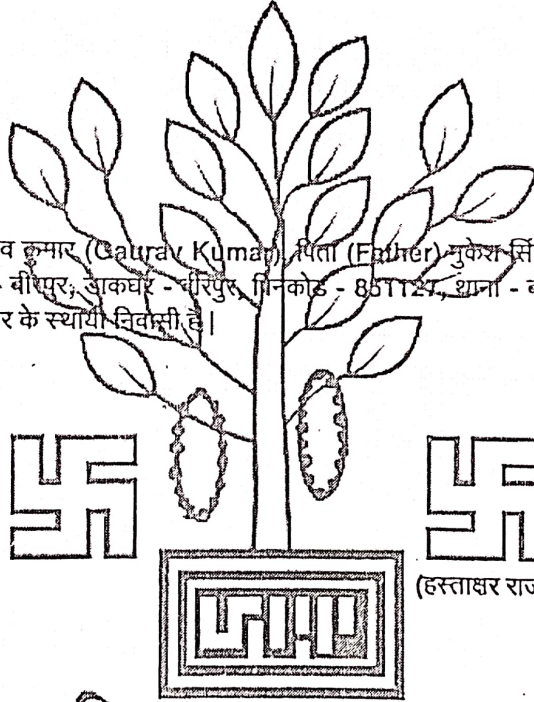 व कुमार (Gaurav Kumar), पिता (Father) मुकेश सिं
- बीरपुर, डाकघर - बीरपुर, पिनकोड - 851127, थाना - ब
र के स्थायी निवासी है |
(हस्ताक्षर राज